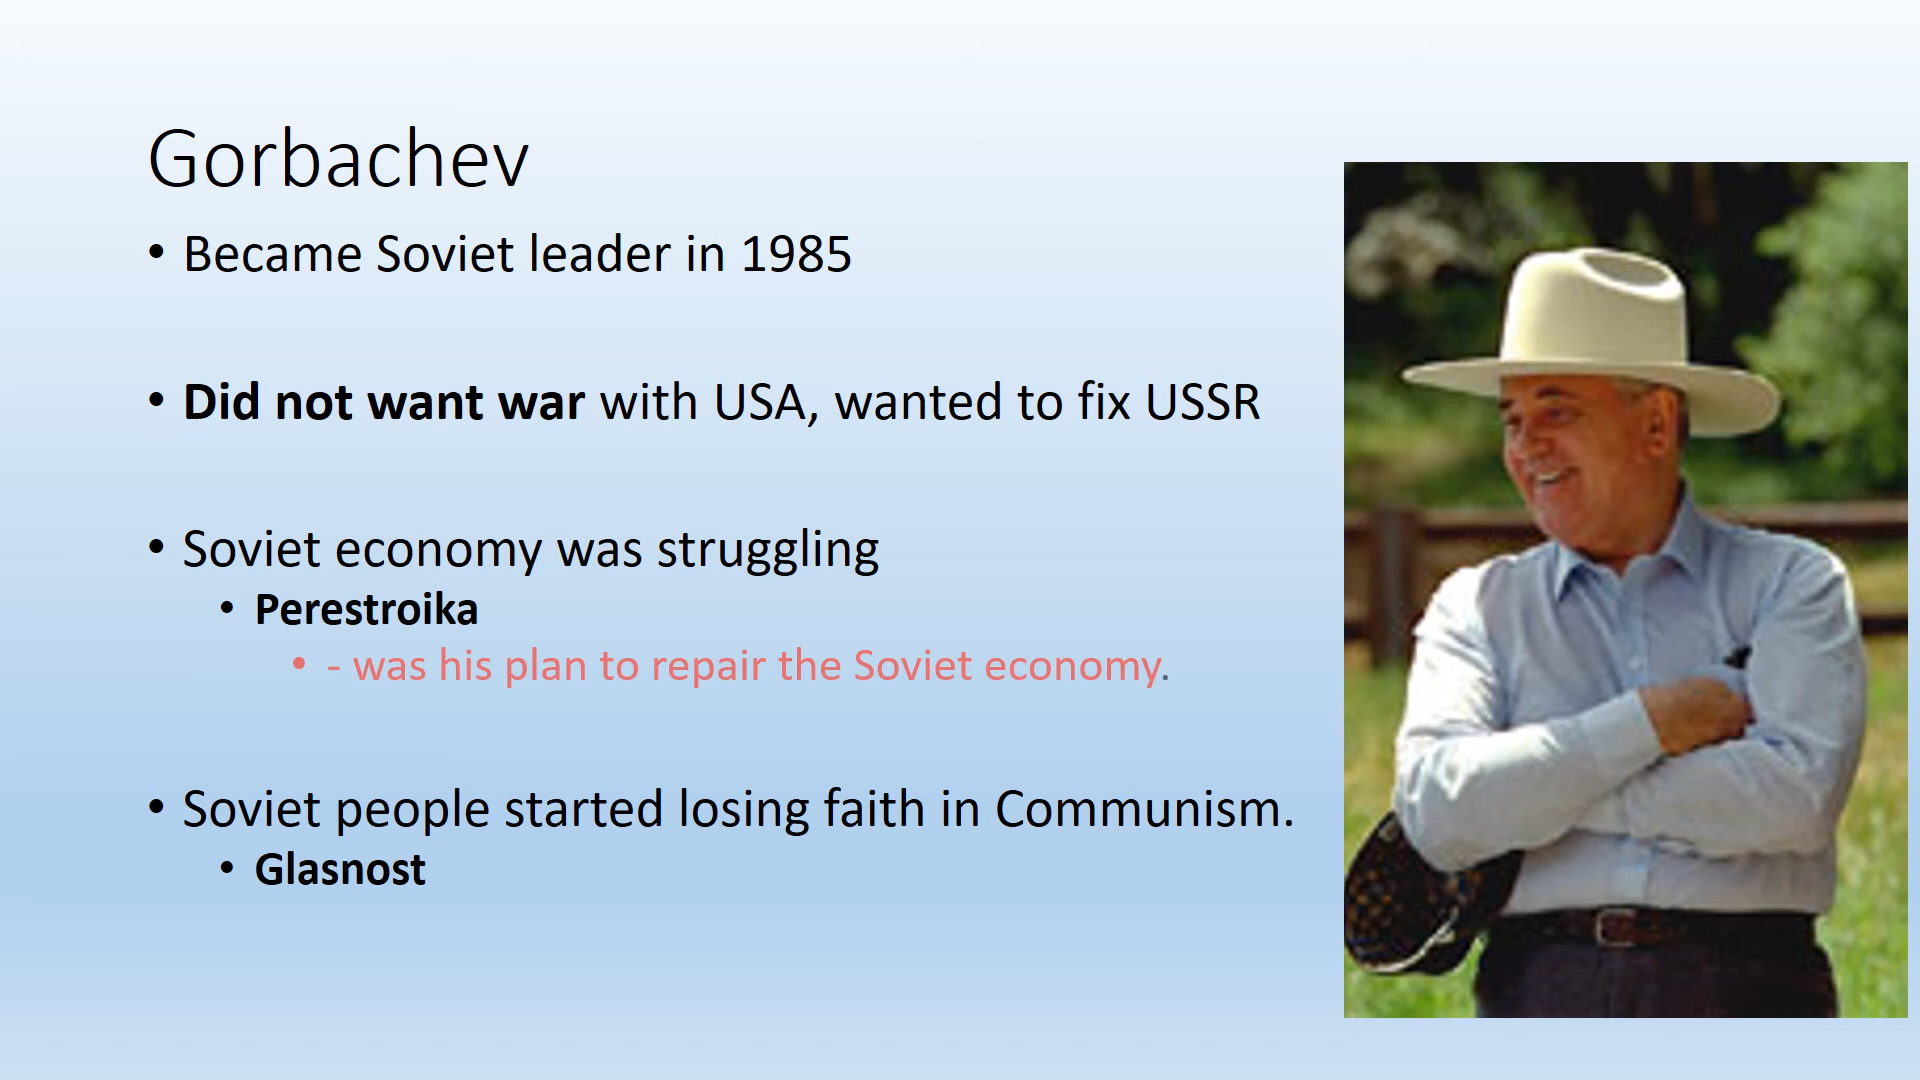 Gorbachev
• Became Soviet leader in 1985
• Did not want war with USA, wanted to fix USSR
• Soviet economy was struggling
• Perestroika
• - was his plan to repair the Soviet economy.
• Soviet people started losing faith in Communism.
• Glasnost